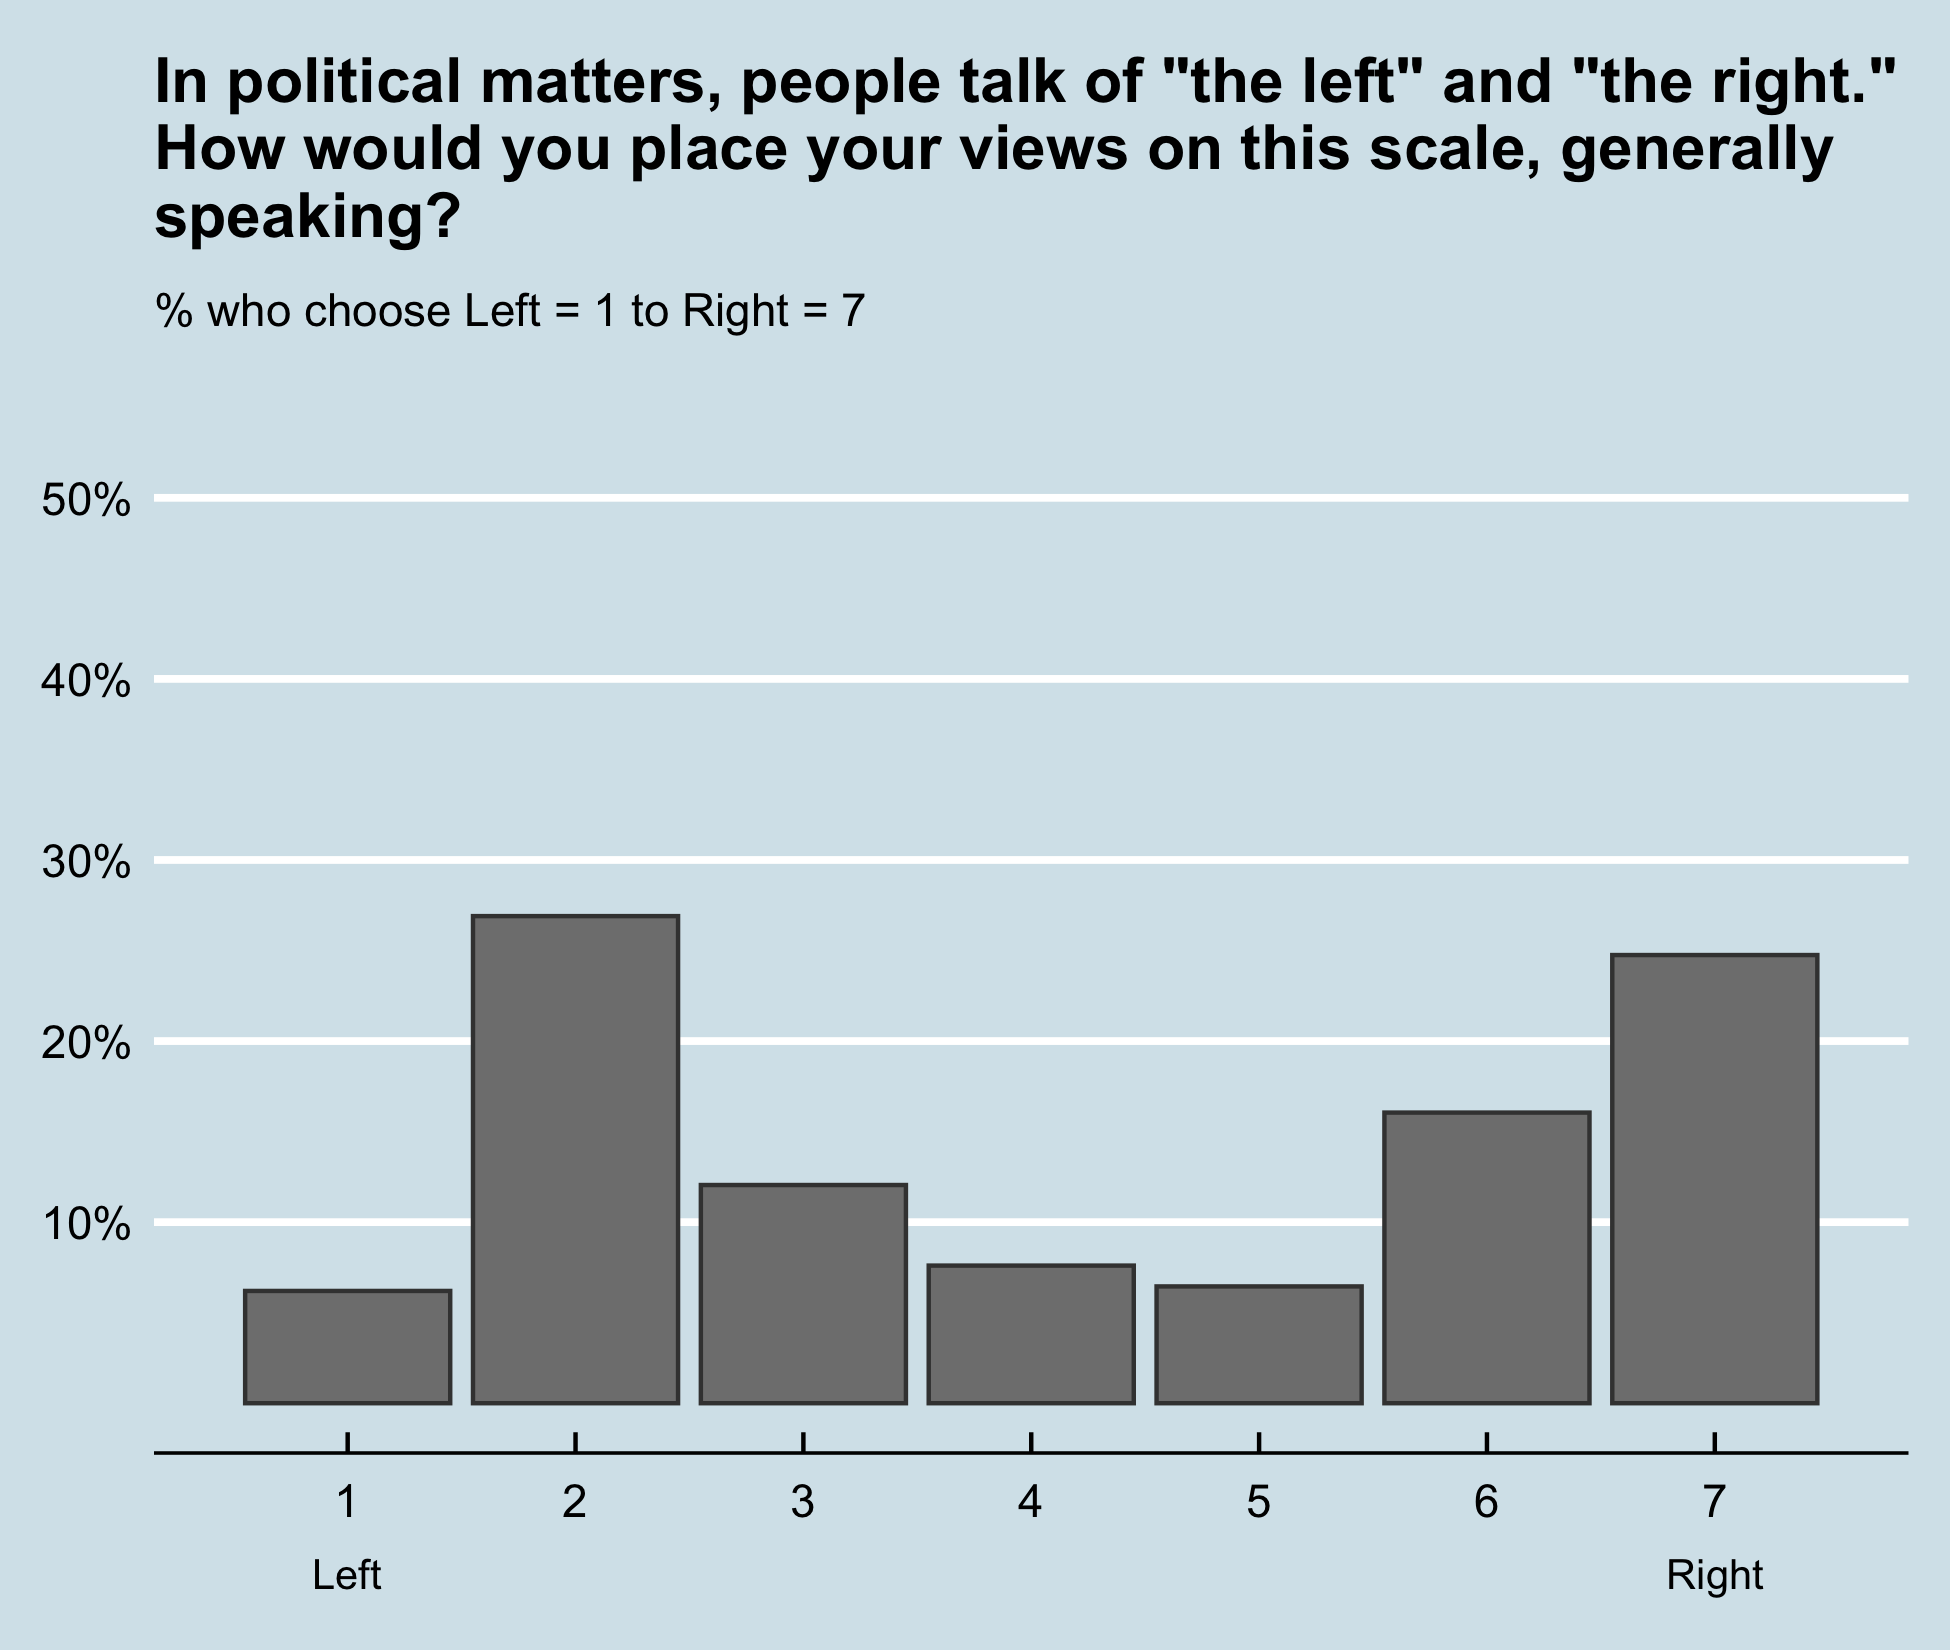 In political matters, people talk of "the left" and "the right."
How would you place your views on this scale, generally
speaking?
% who choose Left = 1 to Right = 7
50%
40%
30%
20%
10%
1 2 3 4 5 6 7
Left Right